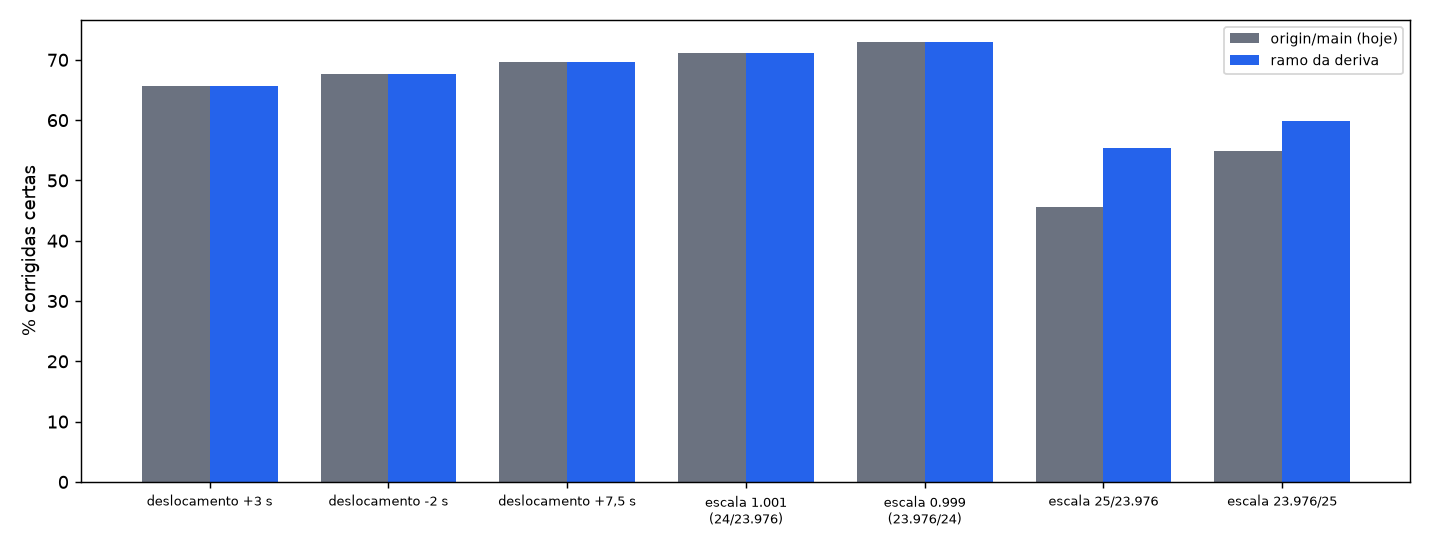 origin/main (hoje)
ramo da deriva
% corrigidas certas
70
60
50
40
30
20
10
0
deslocamento +3 s
deslocamento -2 s
deslocamento +7,5 s
escala 1.001
(24/23.976)
escala 0.999
(23.976/24)
escala 25/23.976
escala 23.976/25